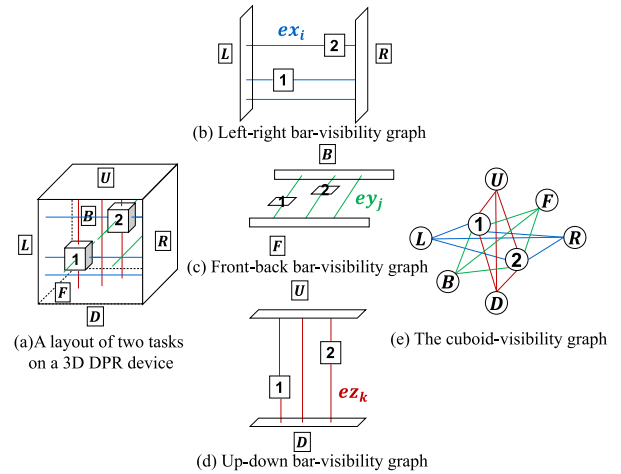 L
ex_i
2
R
1
(b) Left-right bar-visibility graph
B
1
2
ey_j
F
(c) Front-back bar-visibility graph
U
B
2
L
R
1
F
D
(a)A layout of two tasks
on a 3D DPR device
U
F
1
L
R
2
B
D
(e) The cuboid-visibility graph
U
2
1
ez_k
D
(d) Up-down bar-visibility graph